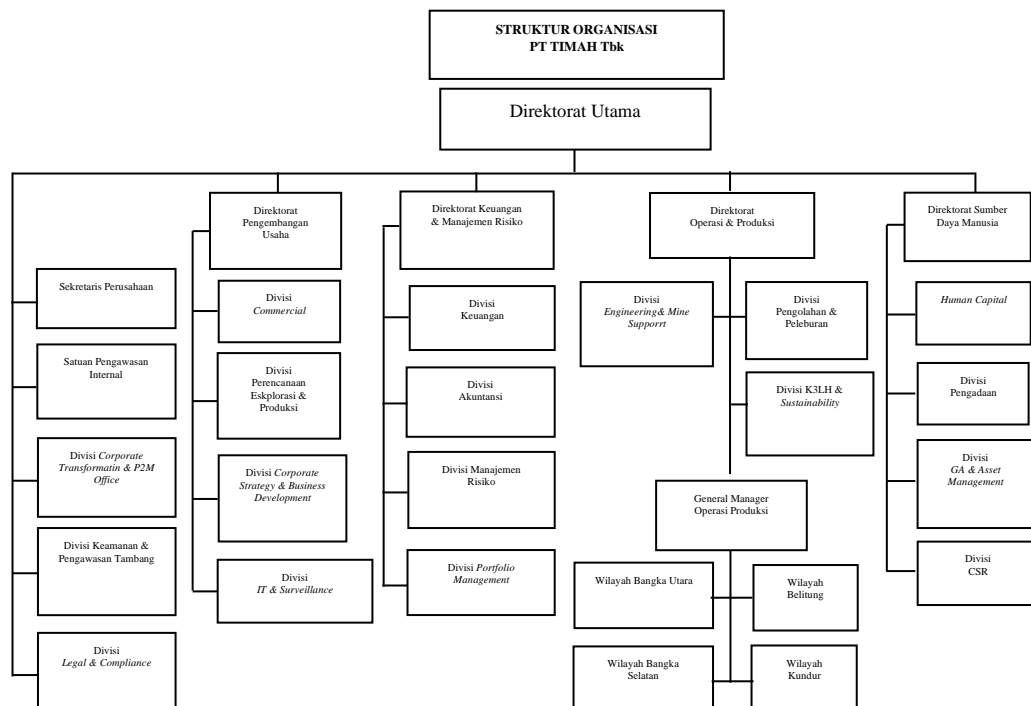 STRUKTUR ORGANISASI
PT TIMAH Tbk
Direktorat Utama
Sekretaris Perusahaan
Satuan Pengawasan
Internal
Divisi Corporate
Transformatin & P2M
Office
Divisi Keamanan &
Pengawasan Tambang
Divisi
Legal & Compliance
Direktorat
Pengembangan
Usaha
Divisi
Commercial
Divisi
Perencanaan
Eskplorasi &
Produksi
Divisi Corporate
Strategy & Business
Development
Divisi
IT & Surveillance
Direktorat Keuangan
& Manajemen Risiko
Divisi
Keuangan
Divisi
Akuntansi
Divisi Manajemen
Risiko
Divisi Portfolio
Management
Direktorat
Operasi & Produksi
Divisi
Engineering& Mine
Supporrt
Divisi
Pengolahan &
Peleburan
Divisi K3LH &
Sustainability
General Manager
Operasi Produksi
Wilayah Bangka Utara
Wilayah
Belitung
Wilayah Bangka
Selatan
Wilayah
Kundur
Direktorat Sumber
Daya Manusia
Human Capital
Divisi
Pengadaan
Divisi
GA & Asset
Management
Divisi
CSR